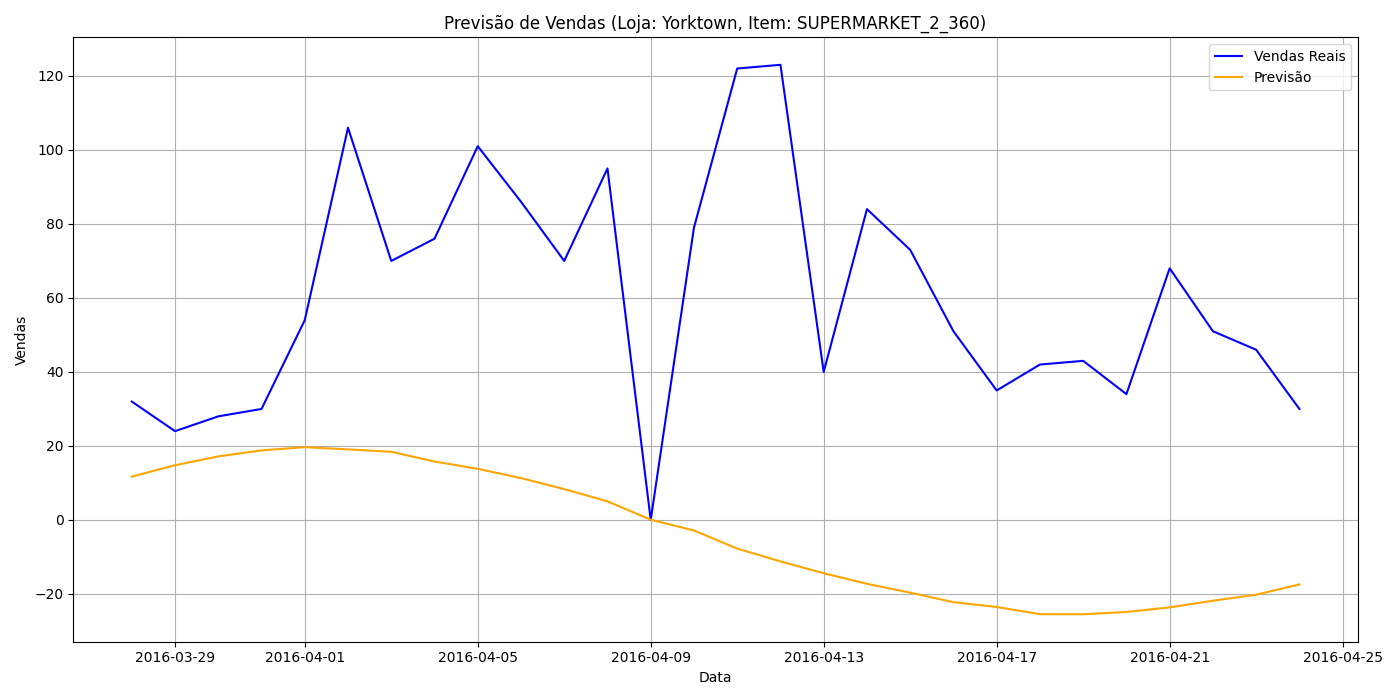 Previsão de Vendas (Loja: Yorktown, Item: SUPERMARKET_2_360)
Vendas Reais
Previsão
120
100
80
60
40
20
0
−20
Vendas
2016-03-29 2016-04-01 2016-04-05 2016-04-09 2016-04-13 2016-04-17 2016-04-21 2016-04-25
Data